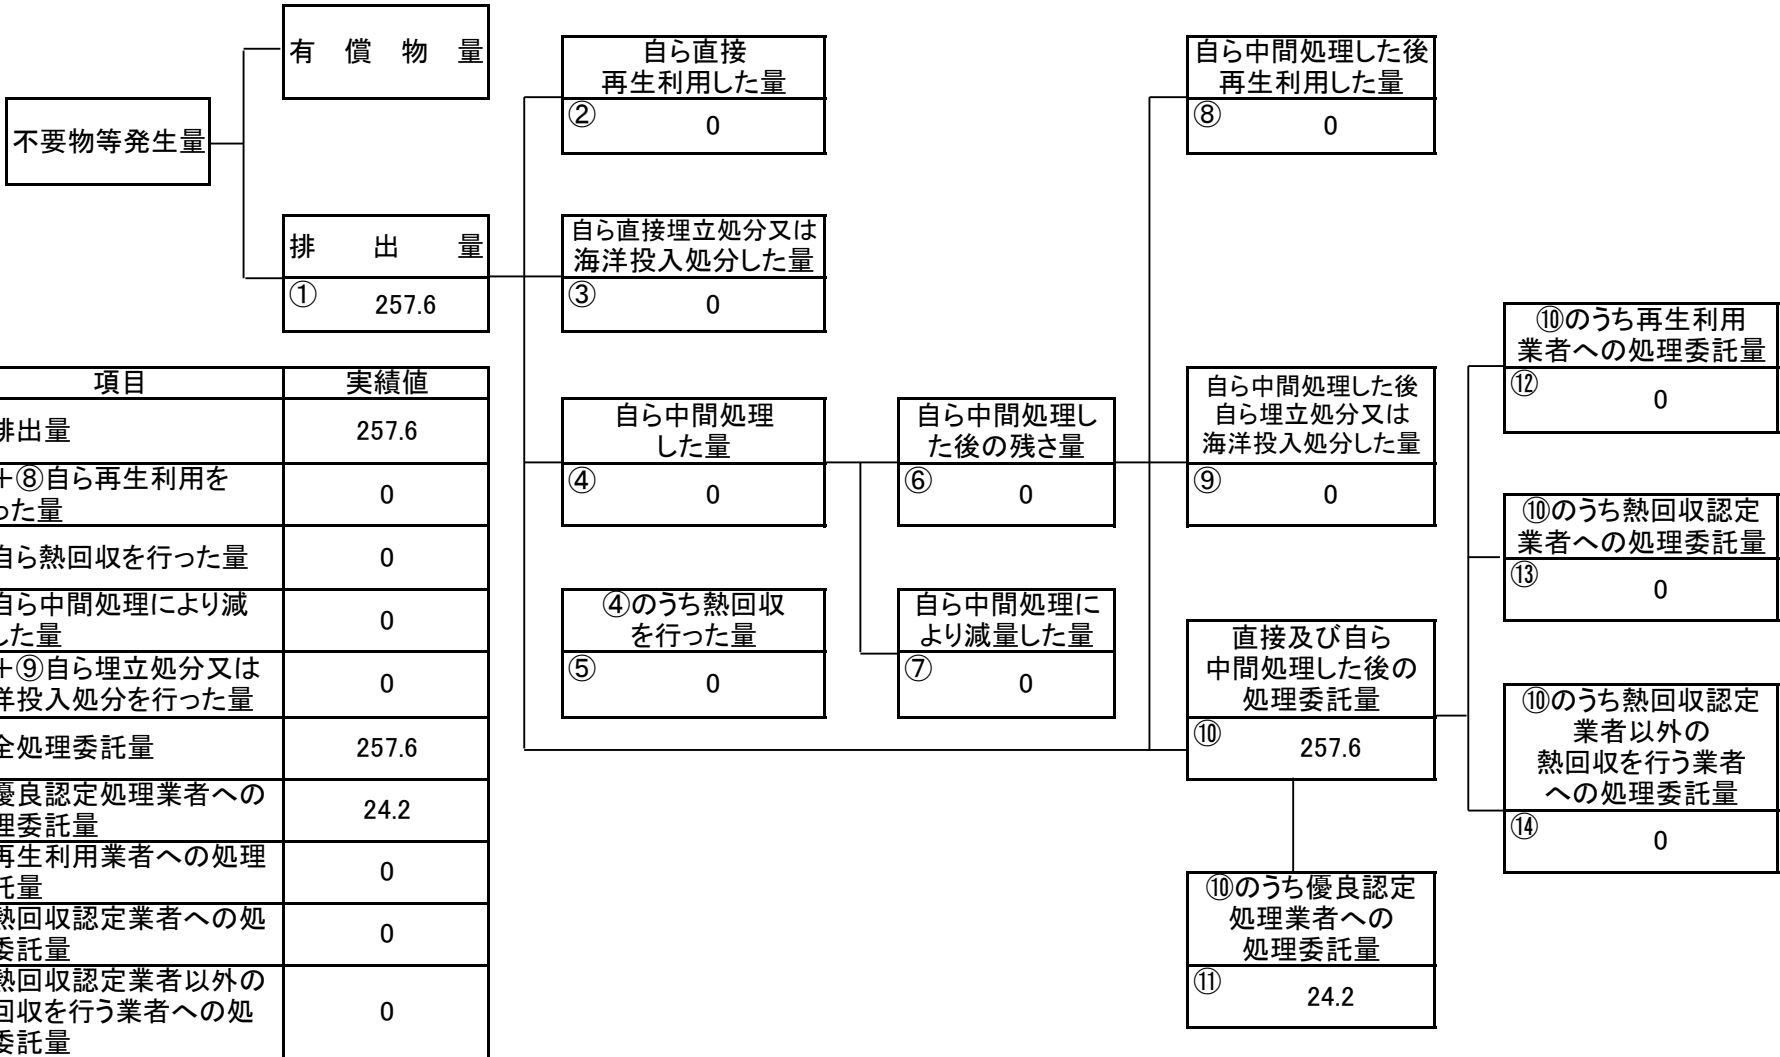 有 償 物 量
不要物等発生量
排 出 量
① 257.6
自ら直接
再生利用した量
② 0
自ら直接埋立処分又は
海洋投入処分した量
③ 0
自ら中間処理
した量
④ 0
④のうち熱回収
を行った量
⑤ 0
自ら中間処理し
た後の残さ量
⑥ 0
自ら中間処理に
より減量した量
⑦ 0
自ら中間処理した後
再生利用した量
⑧ 0
自ら中間処理した後
自ら埋立処分又は
海洋投入処分した量
⑨ 0
直接及び自ら
中間処理した後の
処理委託量
⑩ 257.6
⑩のうち優良認定
処理業者への
処理委託量
⑪ 24.2
⑩のうち再生利用
業者への処理委託量
⑫ 0
⑩のうち熱回収認定
業者への処理委託量
⑬ 0
⑩のうち熱回収認定
業者以外の
熱回収を行う業者
への処理委託量
⑭ 0
項目 実績値
排出量 257.6
+⑧自ら再生利用を
った量 0
自ら熱回収を行った量 0
自ら中間処理により減
した量 0
+⑨自ら埋立処分又は
洋投入処分を行った量 0
全処理委託量 257.6
優良認定処理業者への
理委託量 24.2
再生利用業者への処理
託量 0
熱回収認定業者への処
委託量 0
熱回収認定業者以外の
回収を行う業者への処
委託量 0